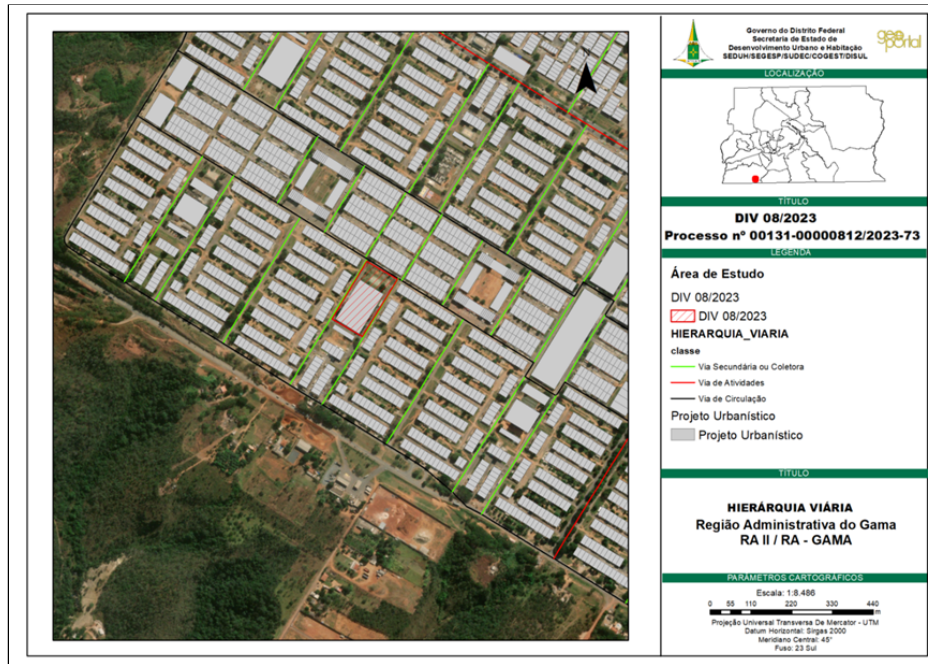 Governo do Distrito Federal
Secretaria de Estado de
Desenvolvimento Urbano e Habitação
SEDUH/SEGESP/SUDEC/COGEST/DISUL
geo
portal
LOCALIZAÇÃO
TÍTULO
DIV 08/2023
Processo nº 00131-00000812/2023-73
LEGENDA
Área de Estudo
DIV 08/2023
DIV 08/2023
HIERARQUIA_VIARIA
classe
Via Secundária ou Coletora
Via de Atividades
Via de Circulação
Projeto Urbanístico
Projeto Urbanístico
TÍTULO
HIERÁRQUIA VIÁRIA
Região Administrativa do Gama
RA II / RA - GAMA
PARÂMETROS CARTOGRÁFICOS
Escala: 1:8.486
0 55 110 220 330 440
m
Projeção Universal Transversa De Mercator - UTM
Datum Horizontal: Sirgas 2000
Meridiano Central: 45°
Fuso: 23 Sul